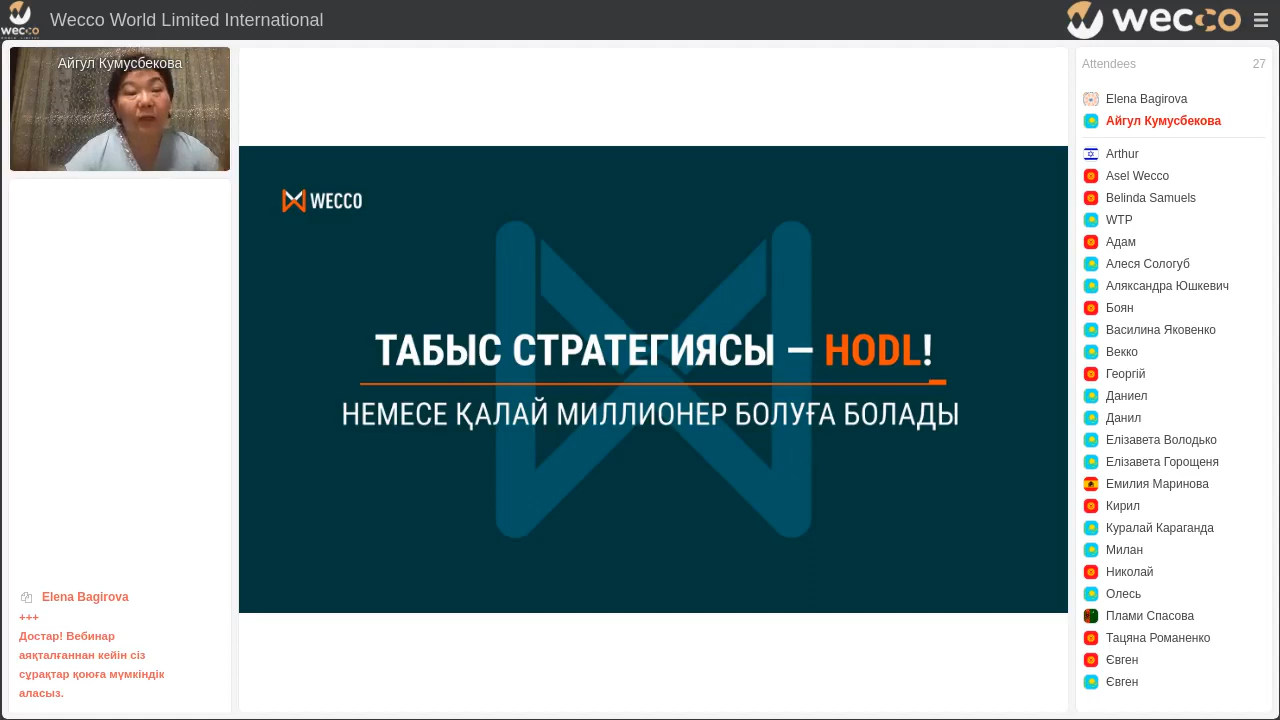 wecco
Wecco World Limited International
wecco
Айгул Кумусбекова
Elena Bagirova
+++
Достар! Вебинар
аяқталғаннан кейін сіз
сұрақтар қоюға мүмкіндік
аласыз.
WECCO
ТАБЫС СТРАТЕГИЯСЫ – HODL!
НЕМЕСЕ ҚАЛАЙ МИЛЛИОНЕР БОЛУҒА БОЛАДЫ
Attendees 27
Elena Bagirova
Айгул Кумусбекова
Arthur
Asel Wecco
Belinda Samuels
WTP
Адам
Алеся Сологуб
Аляксандра Юшкевич
Боян
Василина Яковенко
Векко
Георгій
Даниел
Данил
Елізавета Володько
Елізавета Горощеня
Емилия Маринова
Кирил
Куралай Караганда
Милан
Николай
Олесь
Плами Спасова
Тацяна Романенко
Євген
Євген